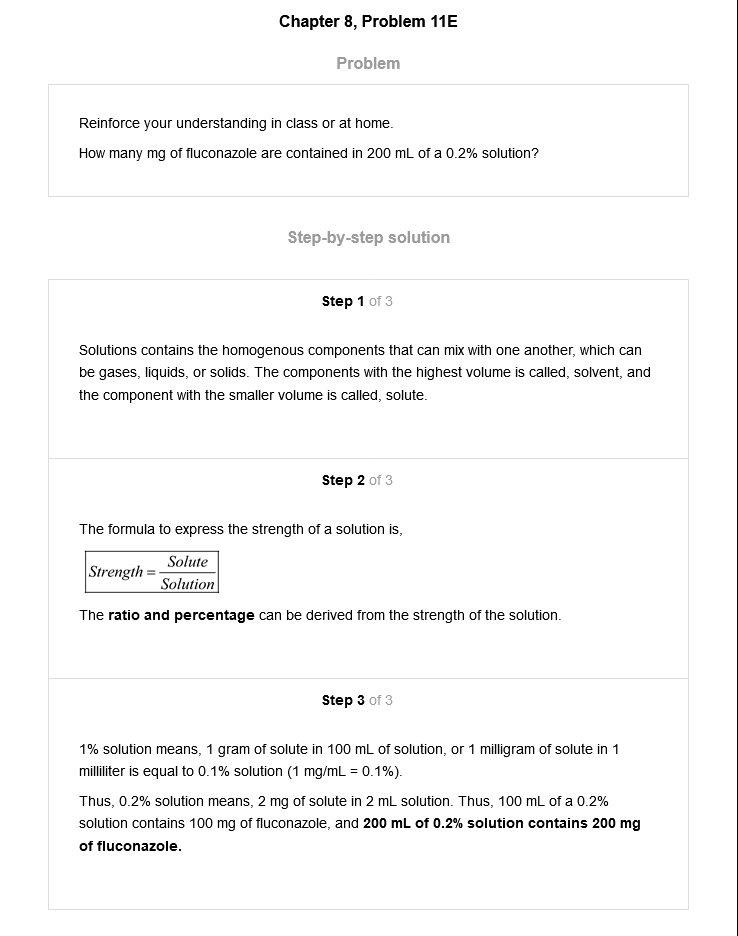 Chapter 8, Problem 11E
Problem
Reinforce your understanding in class or at home.
How many mg of fluconazole are contained in 200 mL of a 0.2% solution?
Step-by-step solution
Step 1 of 3
Solutions contains the homogenous components that can mix with one another, which can
be gases, liquids, or solids. The components with the highest volume is called, solvent, and
the component with the smaller volume is called, solute.
Step 2 of 3
The formula to express the strength of a solution is,
Strength = Solute / Solution
The ratio and percentage can be derived from the strength of the solution.
Step 3 of 3
1% solution means, 1 gram of solute in 100 mL of solution, or 1 milligram of solute in 1
milliliter is equal to 0.1% solution (1 mg/mL = 0.1%).
Thus, 0.2% solution means, 2 mg of solute in 2 mL solution. Thus, 100 mL of a 0.2%
solution contains 100 mg of fluconazole, and 200 mL of 0.2% solution contains 200 mg
of fluconazole.